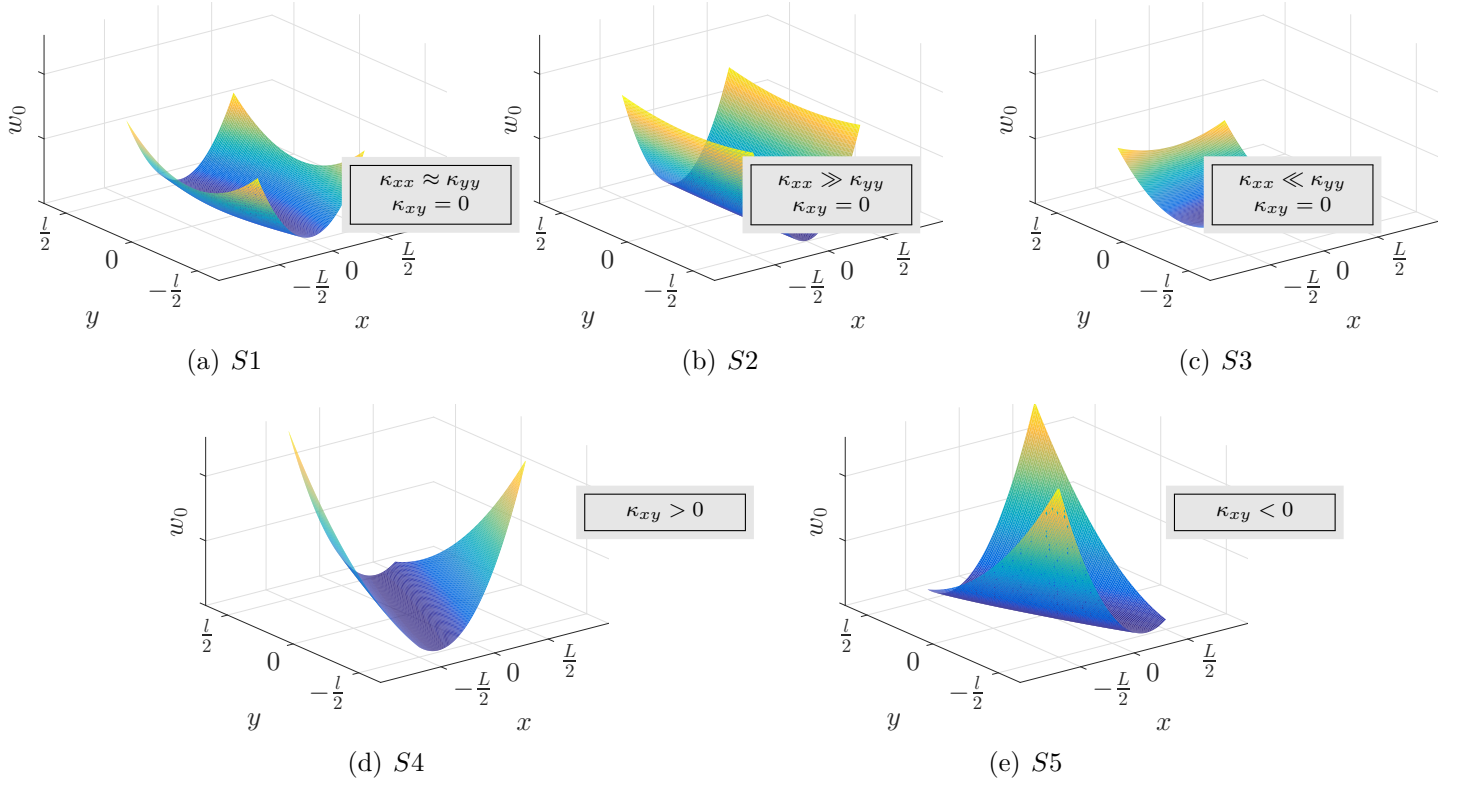 w₀
l/2
0
−l/2
y
−L/2
0
L/2
x
κxx ≈ κyy
κxy = 0
(a) S1
w₀
l/2
0
−l/2
y
−L/2
0
L/2
x
κxx ≫ κyy
κxy = 0
(b) S2
w₀
l/2
0
−l/2
y
−L/2
0
L/2
x
κxx ≪ κyy
κxy = 0
(c) S3
w₀
l/2
0
−l/2
y
−L/2
0
L/2
x
κxy > 0
(d) S4
w₀
l/2
0
−l/2
y
−L/2
0
L/2
x
κxy < 0
(e) S5